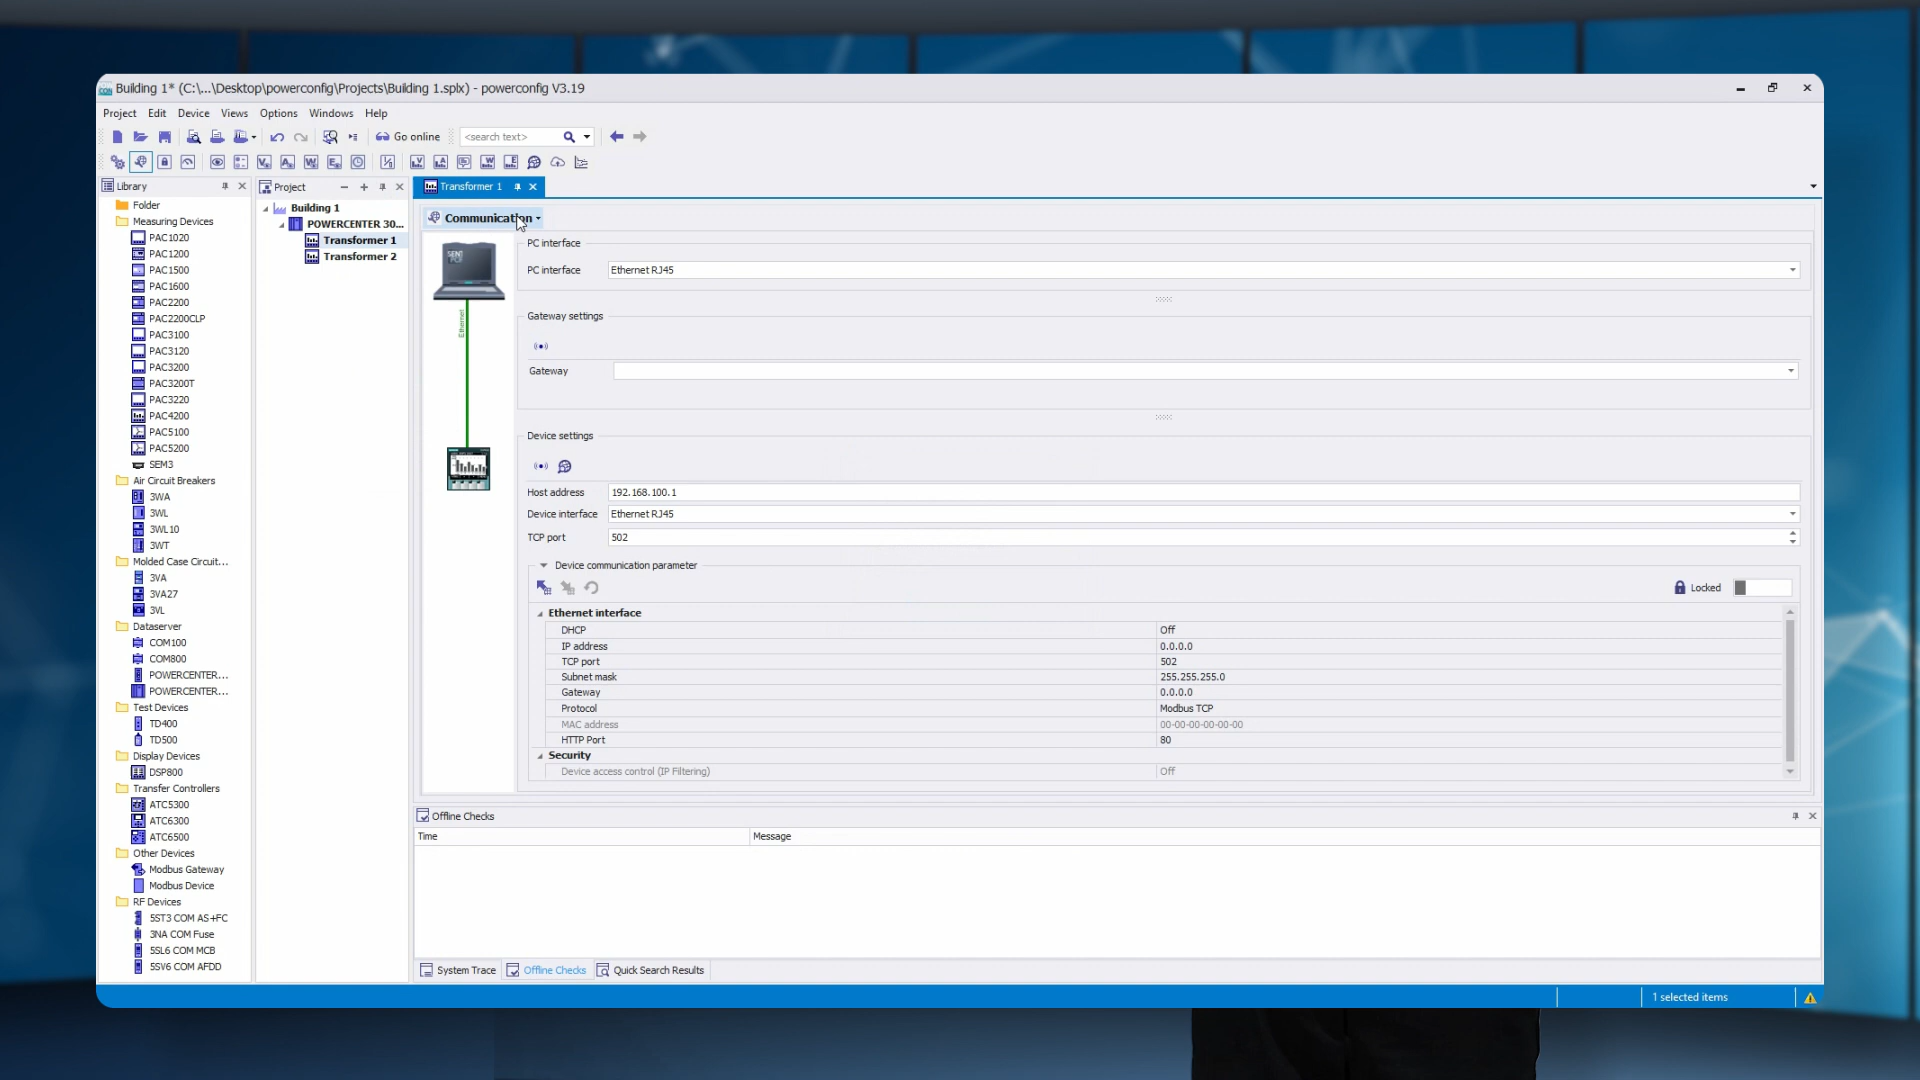 Building 1* (C:\...\Desktop\powerconfig\Projects\Building 1.splx) - powerconfig V3.19
Project Edit Device Views Options Windows Help
Go online <search text>
Library
Folder
Measuring Devices
PAC1020
PAC1200
PAC1500
PAC1600
PAC2200
PAC2200CLP
PAC3100
PAC3120
PAC3200
PAC3200T
PAC3220
PAC4200
PAC5100
PAC5200
SEM3
Air Circuit Breakers
3WA
3WL
3WL10
3WT
Molded Case Circuit...
3VA
3VA27
3VL
Dataserver
COM100
COM800
POWERCENTER...
POWERCENTER...
Test Devices
TD400
TD500
Display Devices
DSP800
Transfer Controllers
ATC5300
ATC6300
ATC6500
Other Devices
Modbus Gateway
Modbus Device
RF Devices
5ST3 COM AS+FC
3NA COM Fuse
5SL6 COM MCB
5SV6 COM AFDD
Project
Building 1
POWERCENTER 30...
Transformer 1
Transformer 2
Transformer 1
Communication
Ethernet
PC interface
PC interface Ethernet RJ45
Gateway settings
Gateway
Device settings
Host address 192.168.100.1
Device interface Ethernet RJ45
TCP port 502
Device communication parameter
Locked
Ethernet interface
DHCP Off
IP address 0.0.0.0
TCP port 502
Subnet mask 255.255.255.0
Gateway 0.0.0.0
Protocol Modbus TCP
MAC address 00-00-00-00-00-00
HTTP Port 80
Security
Device access control (IP Filtering) Off
Offline Checks
Time Message
System Trace Offline Checks Quick Search Results
1 selected items